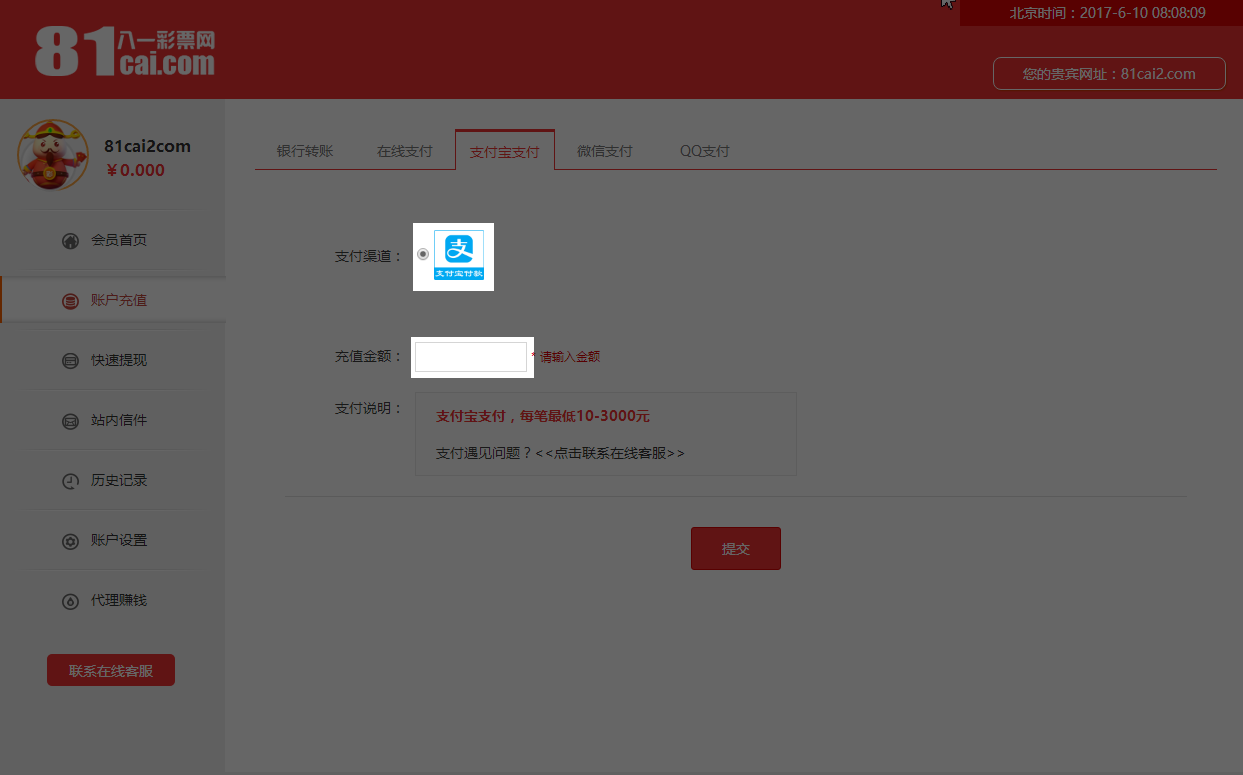 北京时间：2017-6-10 08:08:09
81
八一彩票网
cai.com
您的贵宾网址：81cai2.com
81cai2com
￥0.000
会员首页
账户充值
快速提现
站内信件
历史记录
账户设置
代理赚钱
联系在线客服
银行转账
在线支付
支付宝支付
微信支付
QQ支付
支付渠道：
支
支付宝付款
充值金额：
* 请输入金额
支付说明：
支付宝支付，每笔最低10-3000元
支付遇见问题？<<点击联系在线客服>>
提交